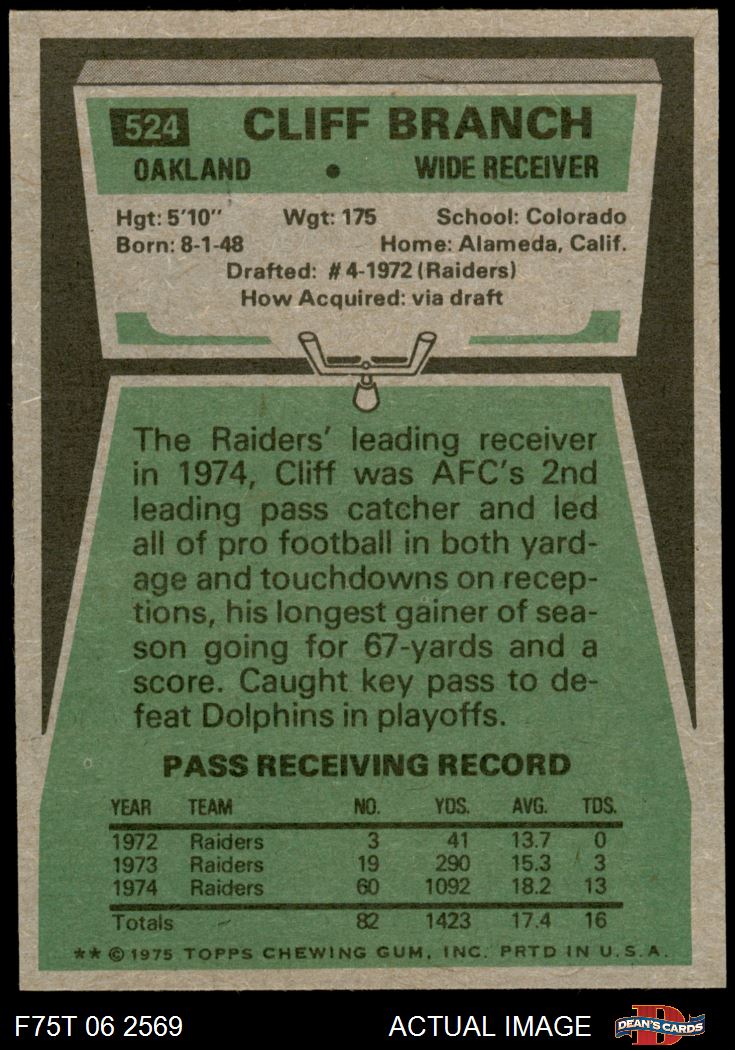 524 CLIFF BRANCH
OAKLAND • WIDE RECEIVER
Hgt: 5'10" Wgt: 175 School: Colorado
Born: 8-1-48 Home: Alameda, Calif.
Drafted: #4-1972 (Raiders)
How Acquired: via draft
The Raiders' leading receiver
in 1974, Cliff was AFC's 2nd
leading pass catcher and led
all of pro football in both yard-
age and touchdowns on recep-
tions, his longest gainer of sea-
son going for 67-yards and a
score. Caught key pass to de-
feat Dolphins in playoffs.
PASS RECEIVING RECORD
YEAR TEAM NO. YDS. AVG. TDS.
1972 Raiders 3 41 13.7 0
1973 Raiders 19 290 15.3 3
1974 Raiders 60 1092 18.2 13
Totals 82 1423 17.4 16
** © 1975 TOPPS CHEWING GUM, INC. PRTD IN U.S.A.
F75T 06 2569 ACTUAL IMAGE D DEAN'S CARDS